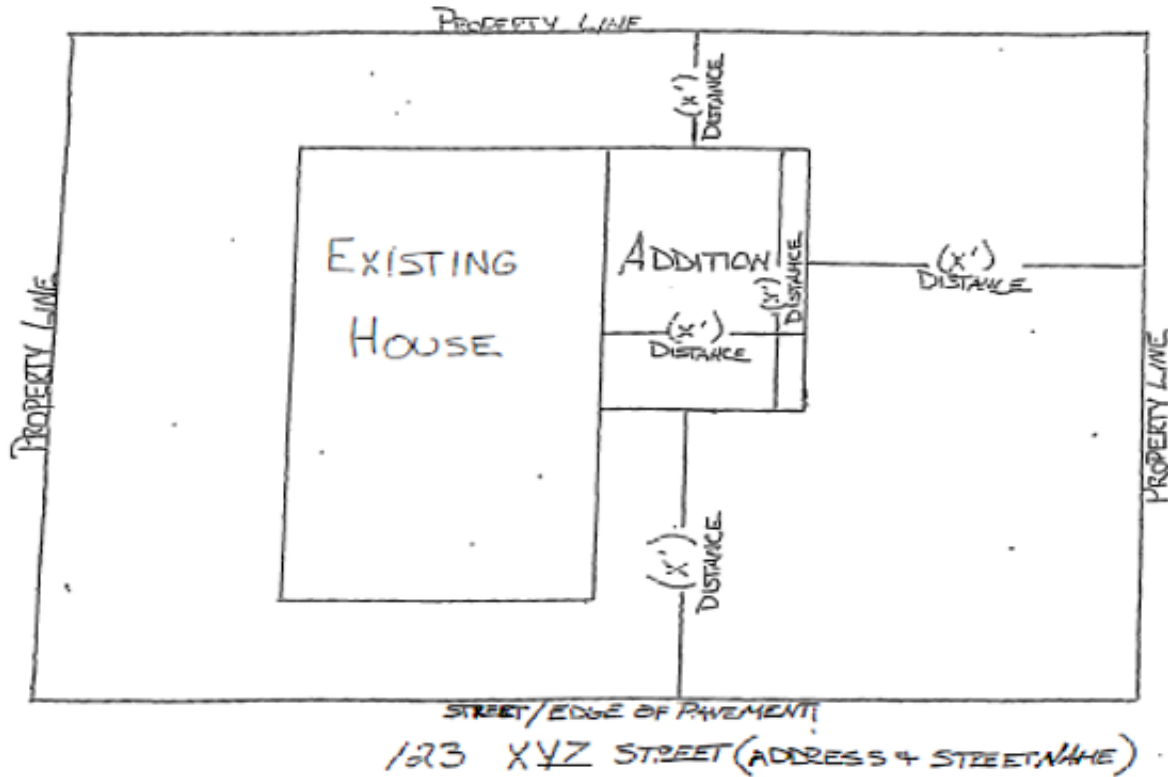 PROPERTY LINE
(X')
DISTANCE
EXISTING
HOUSE
ADDITION
(X')
DISTANCE
(X')
DISTANCE
(X')
DISTANCE
PROPERTY LINE
PROPERTY LINE
(X')
DISTANCE
STREET/EDGE OF PAVEMENT
123 XYZ STREET (ADDRESS & STREET NAME)